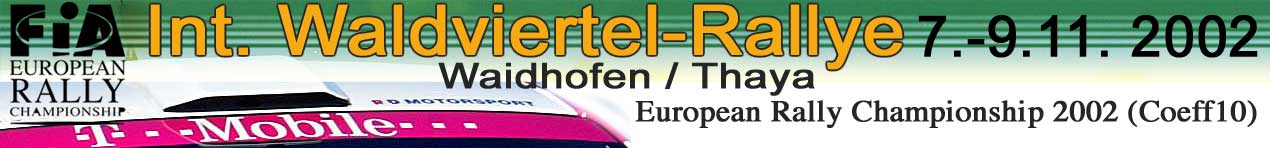 FIA
EUROPEAN
RALLY
CHAMPIONSHIP
Int. Waldviertel-Rallye 7.-9.11. 2002
Waidhofen / Thaya
R D MOTORSPORT
European Rally Championship 2002 (Coeff10)
T - - Mobile - - -